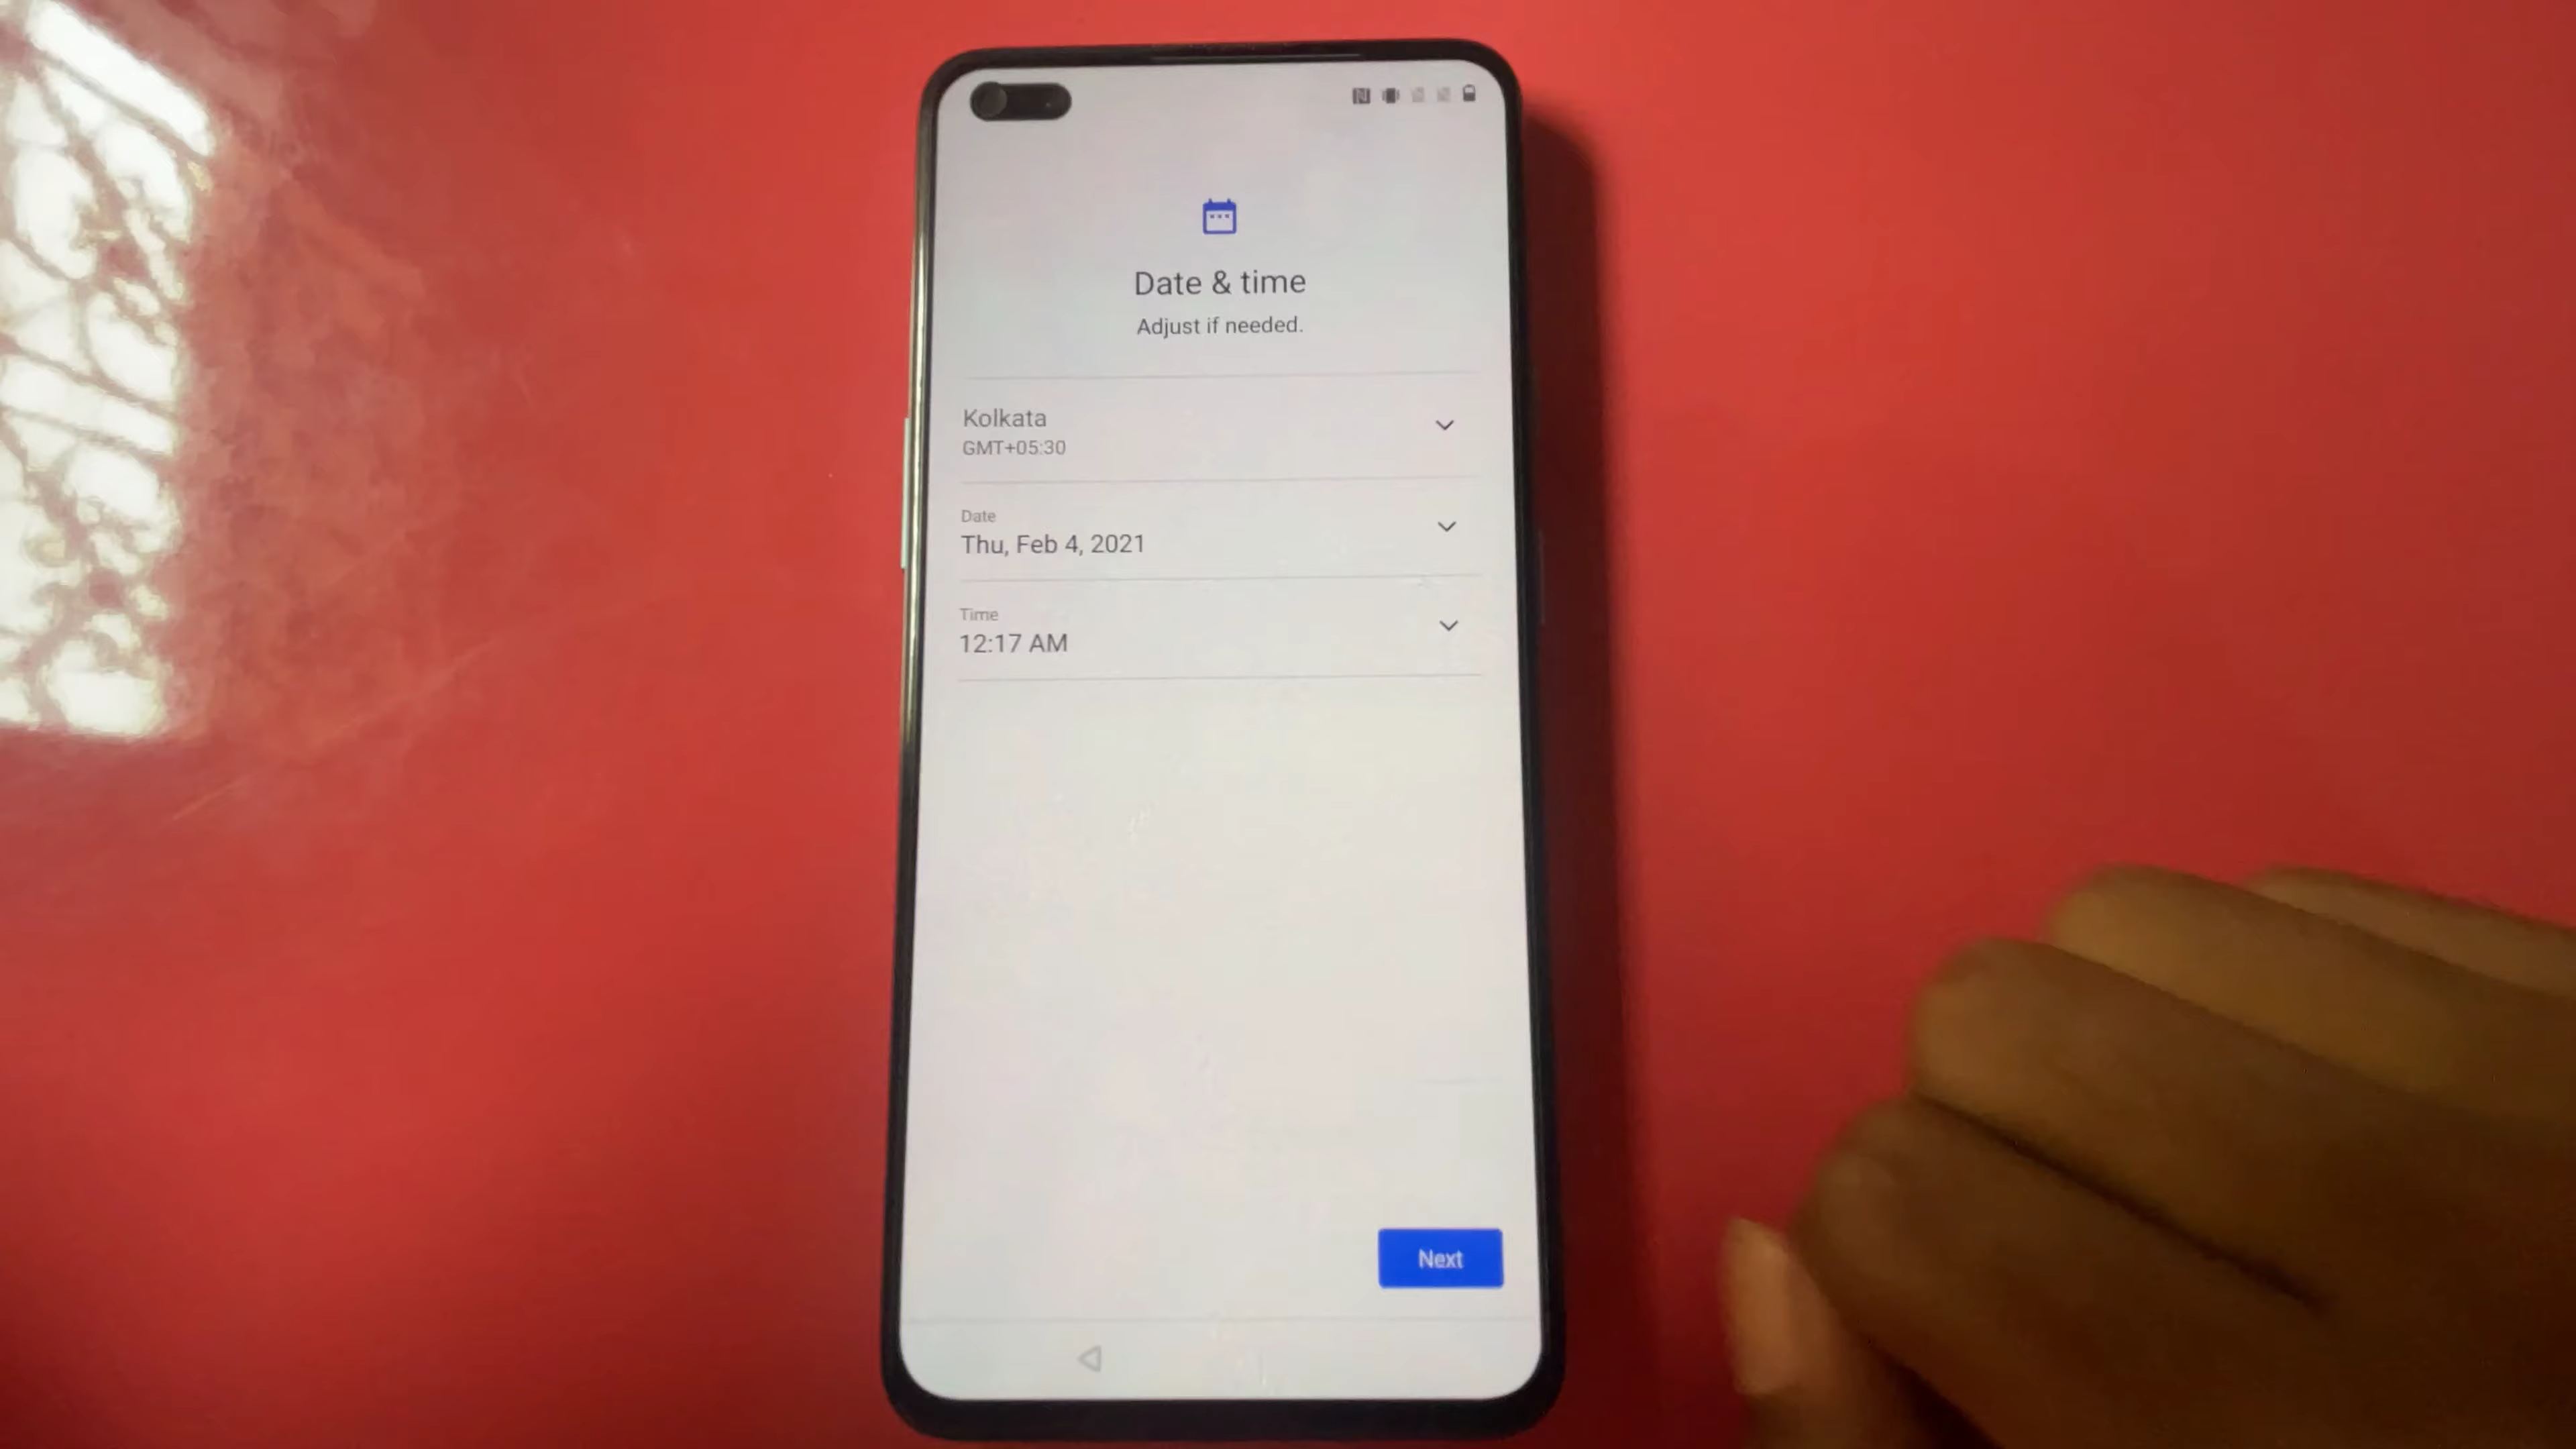 Date & time
Adjust if needed.
Kolkata
GMT+05:30
Date
Thu, Feb 4, 2021
Time
12:17 AM
Next